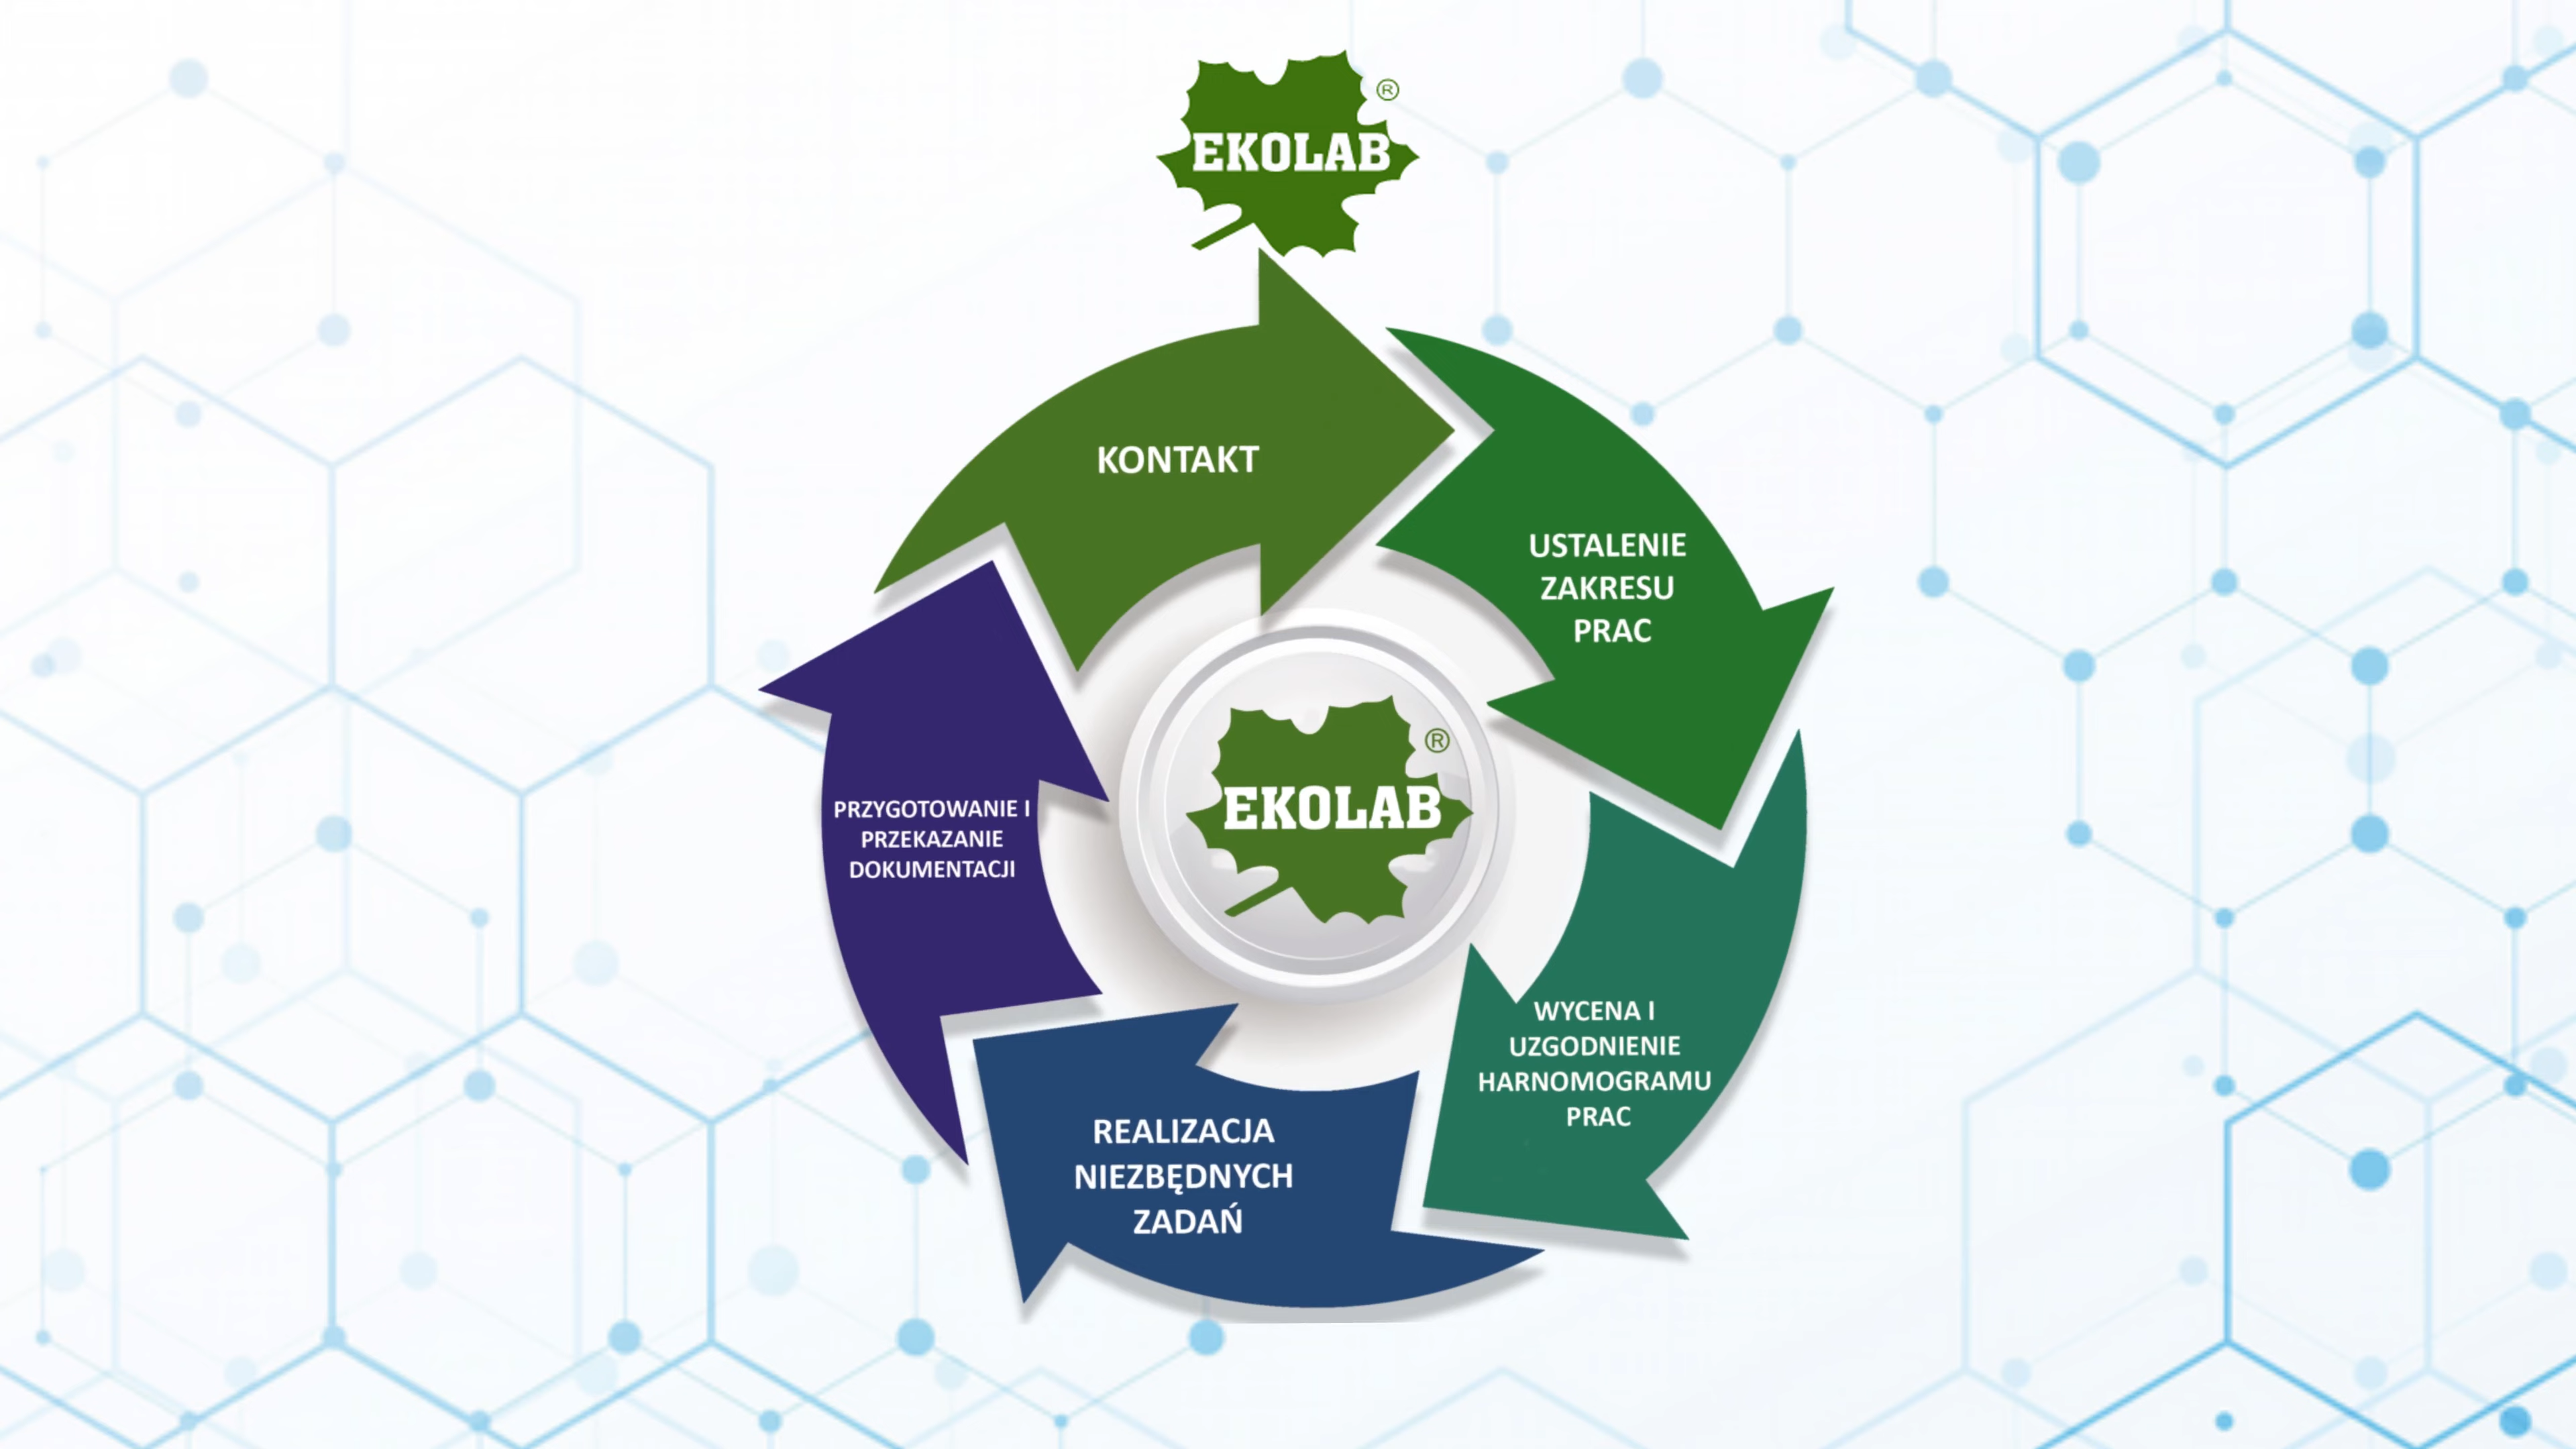 EKOLAB
®
KONTAKT
USTALENIE
ZAKRESU
PRAC
WYCENA I
UZGODNIENIE
HARNOMOGRAMU
PRAC
REALIZACJA
NIEZBĘDNYCH
ZADAŃ
PRZYGOTOWANIE I
PRZEKAZANIE
DOKUMENTACJI
EKOLAB
®